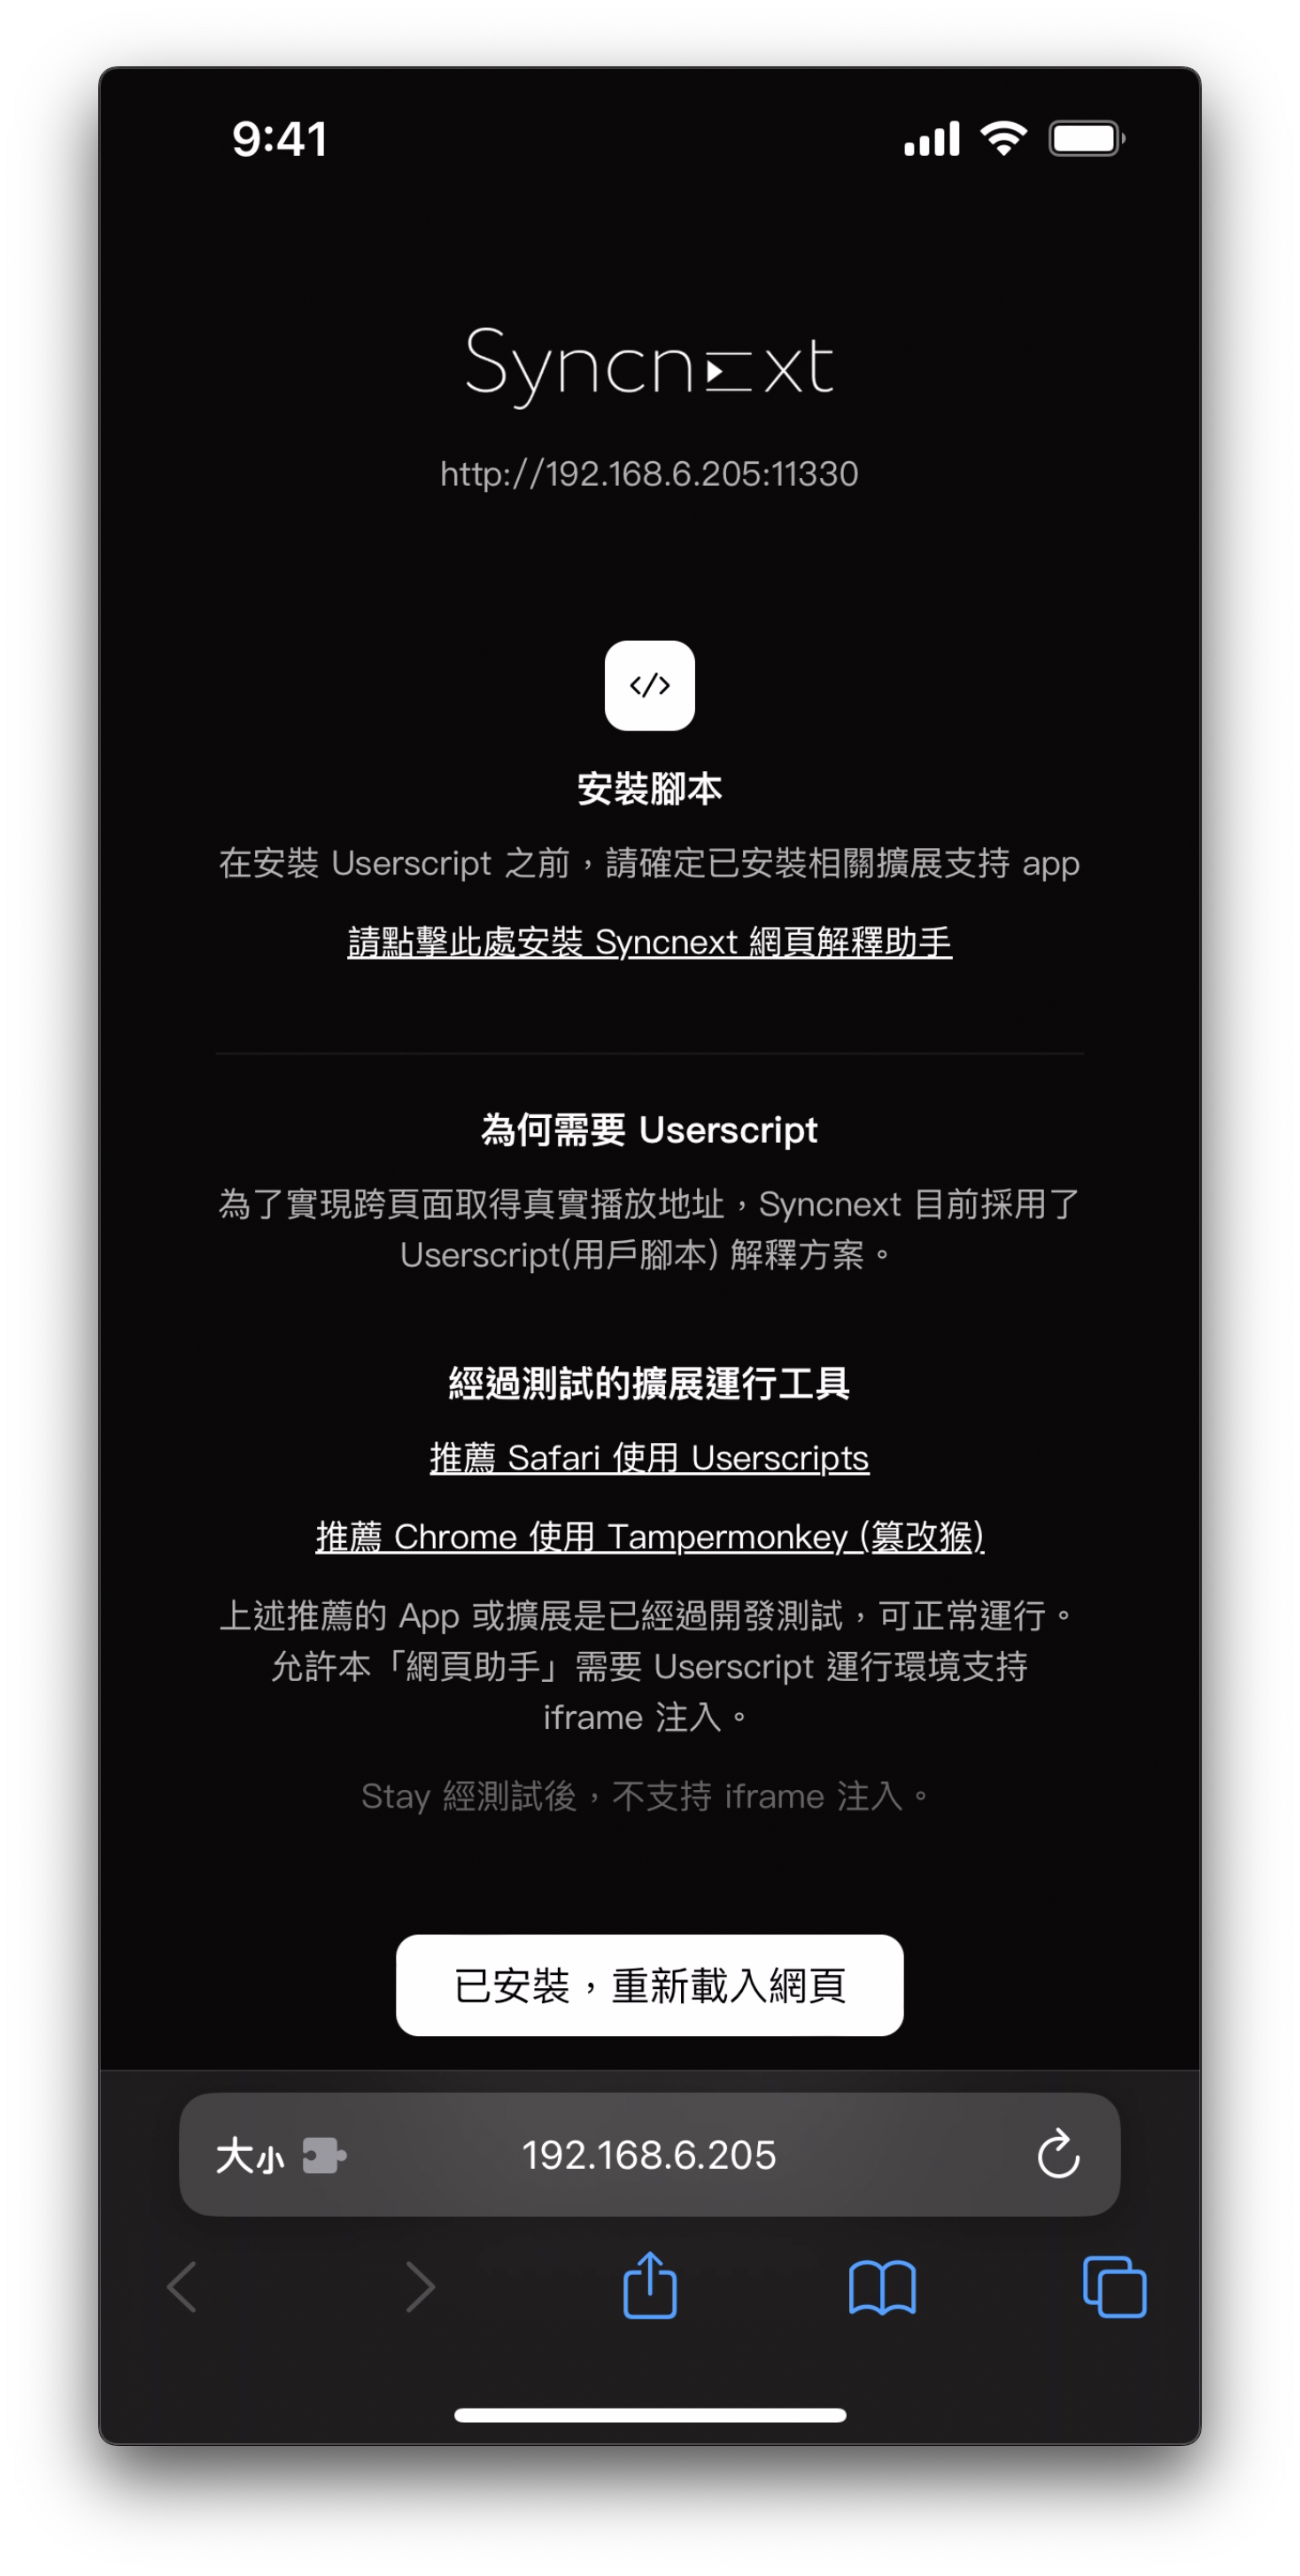 9:41
Syncnext
http://192.168.6.205:11330
</>
安裝腳本
在安裝 Userscript 之前，請確定已安裝相關擴展支持 app
請點擊此處安裝 Syncnext 網頁解釋助手
為何需要 Userscript
為了實現跨頁面取得真實播放地址，Syncnext 目前採用了
Userscript(用戶腳本) 解釋方案。
經過測試的擴展運行工具
推薦 Safari 使用 Userscripts
推薦 Chrome 使用 Tampermonkey (篡改猴)
上述推薦的 App 或擴展是已經過開發測試，可正常運行。
允許本「網頁助手」需要 Userscript 運行環境支持
iframe 注入。
Stay 經測試後，不支持 iframe 注入。
已安裝，重新載入網頁
大小 192.168.6.205